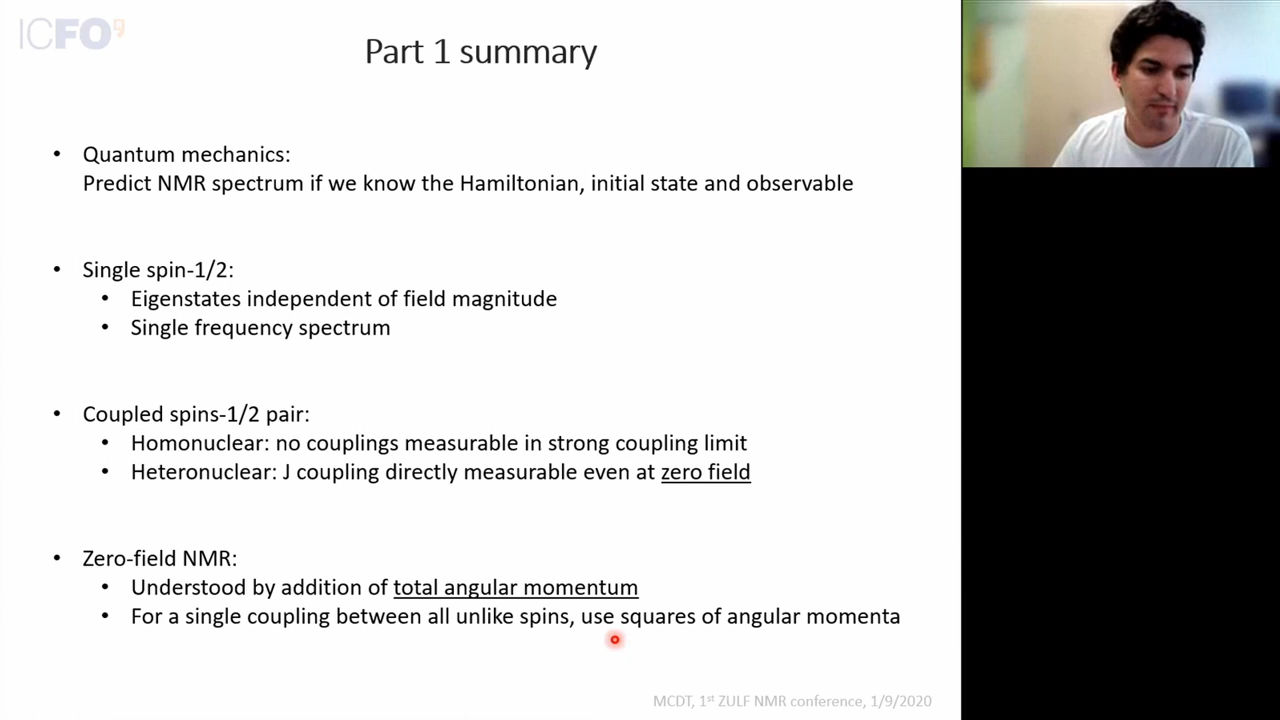 ICFO
Part 1 summary
• Quantum mechanics:
Predict NMR spectrum if we know the Hamiltonian, initial state and observable
• Single spin-1/2:
• Eigenstates independent of field magnitude
• Single frequency spectrum
• Coupled spins-1/2 pair:
• Homonuclear: no couplings measurable in strong coupling limit
• Heteronuclear: J coupling directly measurable even at zero field
• Zero-field NMR:
• Understood by addition of total angular momentum
• For a single coupling between all unlike spins, use squares of angular momenta
MCDT, 1st ZULF NMR conference, 1/9/2020